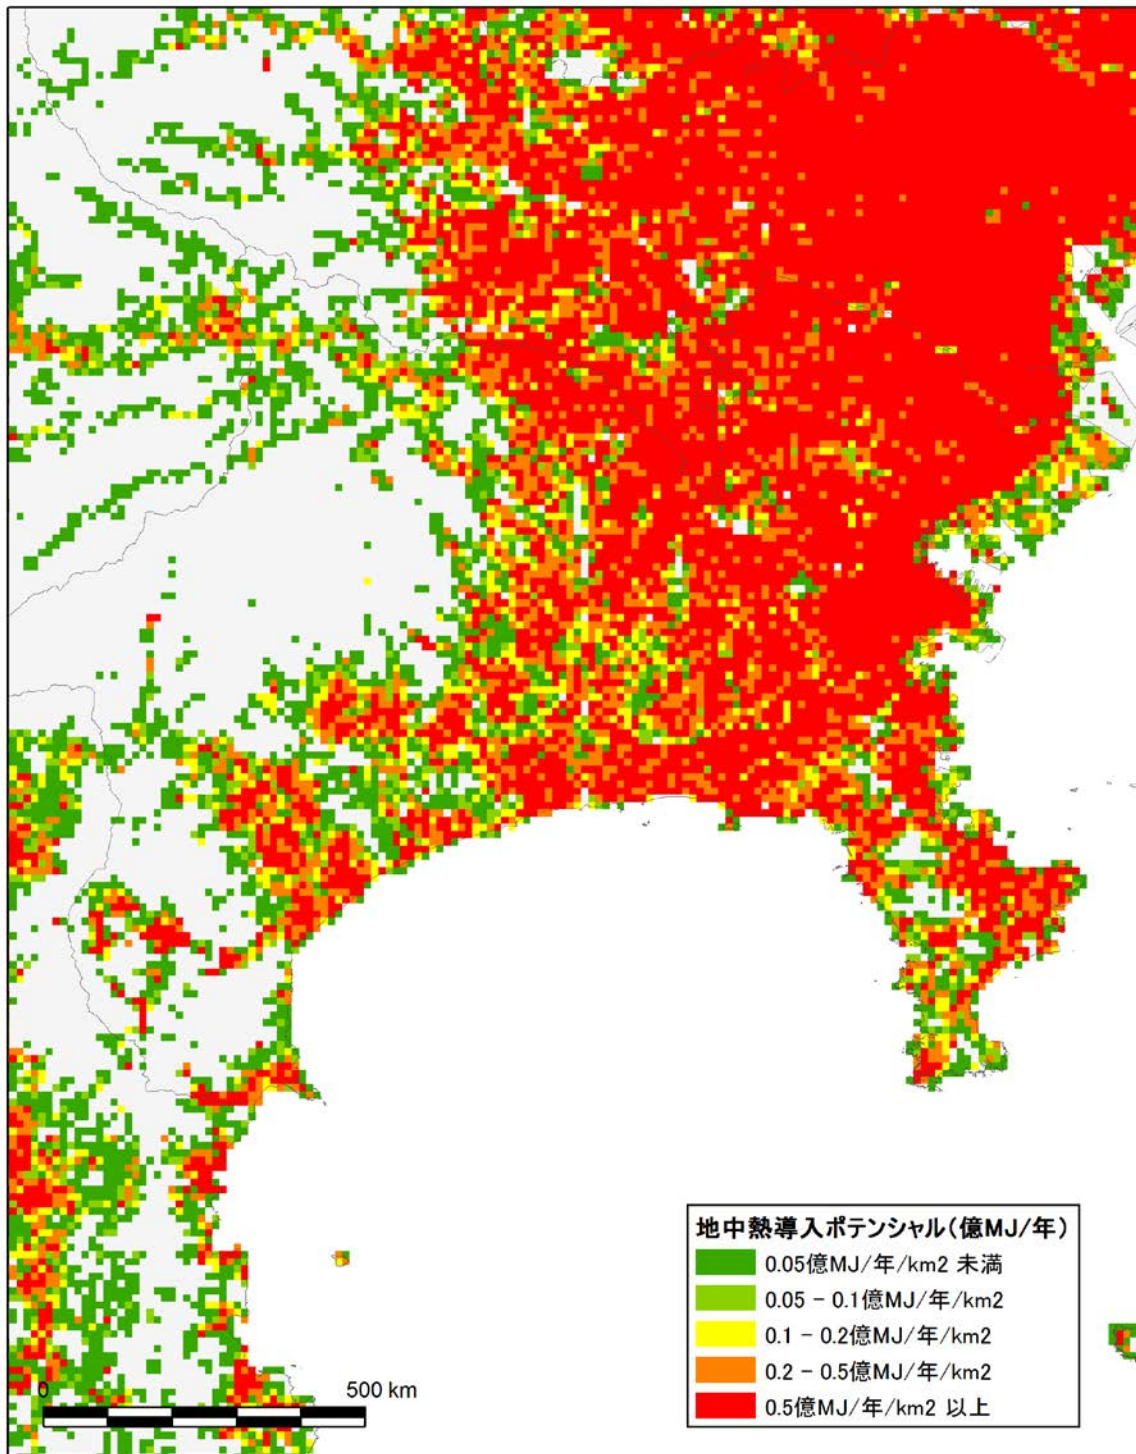 地中熱導入ポテンシャル(億MJ/年)
0.05億MJ/年/km2 未満
0.05 - 0.1億MJ/年/km2
0.1 - 0.2億MJ/年/km2
0.2 - 0.5億MJ/年/km2
0.5億MJ/年/km2 以上
0 500 km